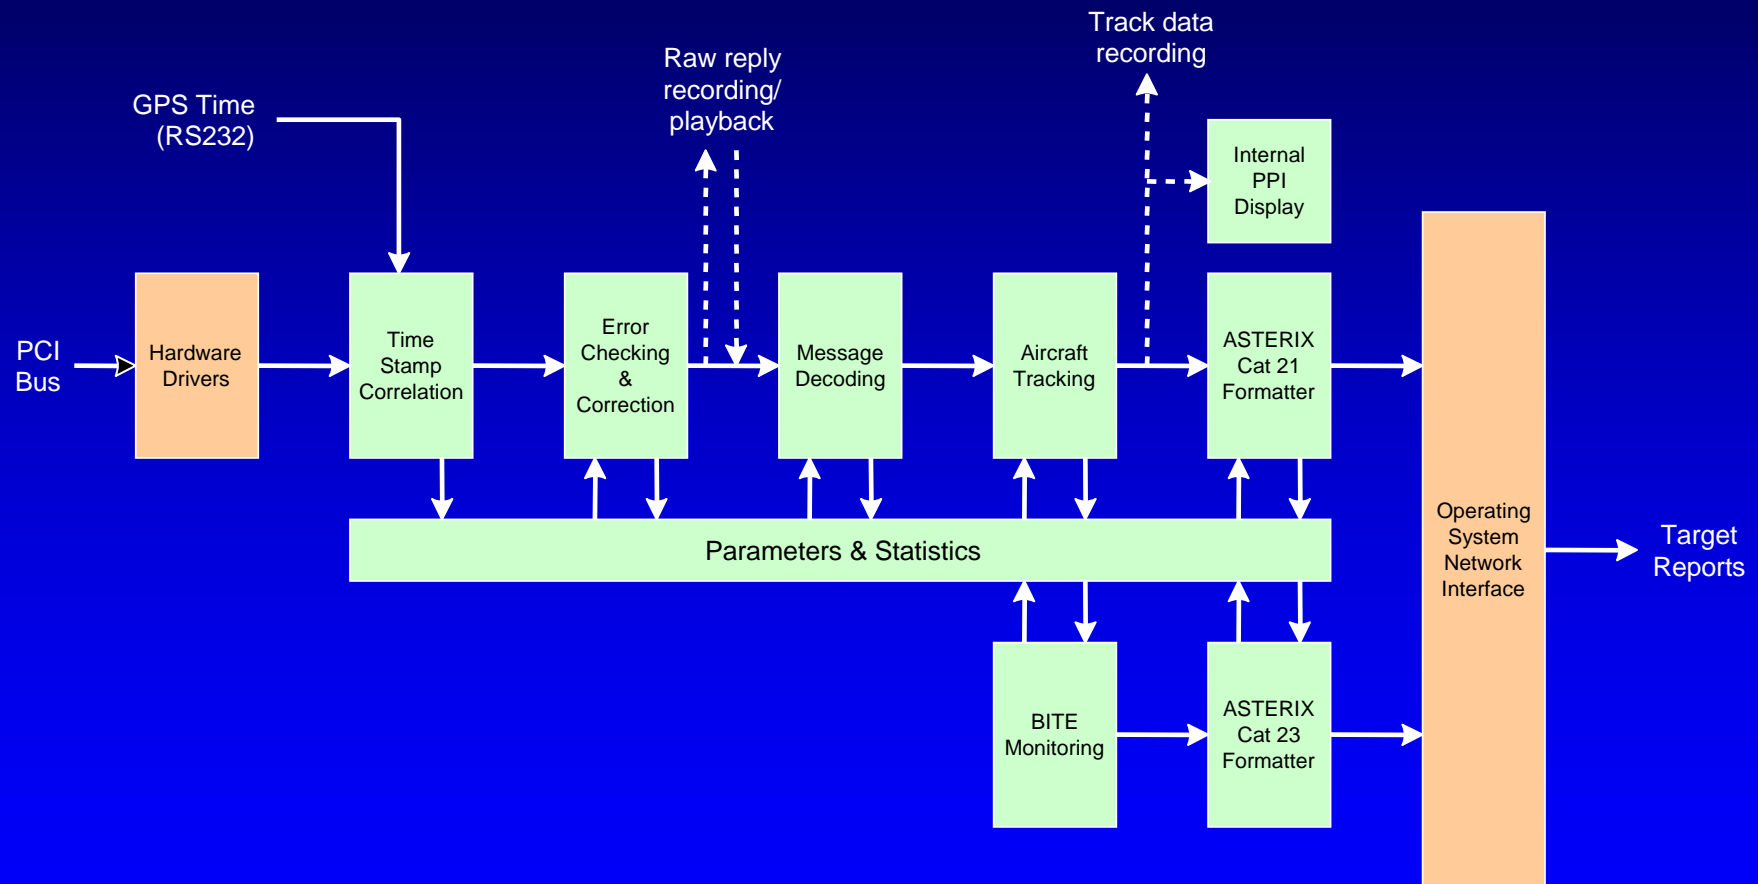 Track data
recording
Raw reply
recording/
playback
GPS Time
(RS232)
Internal
PPI
Display
PCI
Bus
Hardware
Drivers
Time
Stamp
Correlation
Error
Checking
&
Correction
Message
Decoding
Aircraft
Tracking
ASTERIX
Cat 21
Formatter
Parameters & Statistics
Operating
System
Network
Interface
Target
Reports
BITE
Monitoring
ASTERIX
Cat 23
Formatter